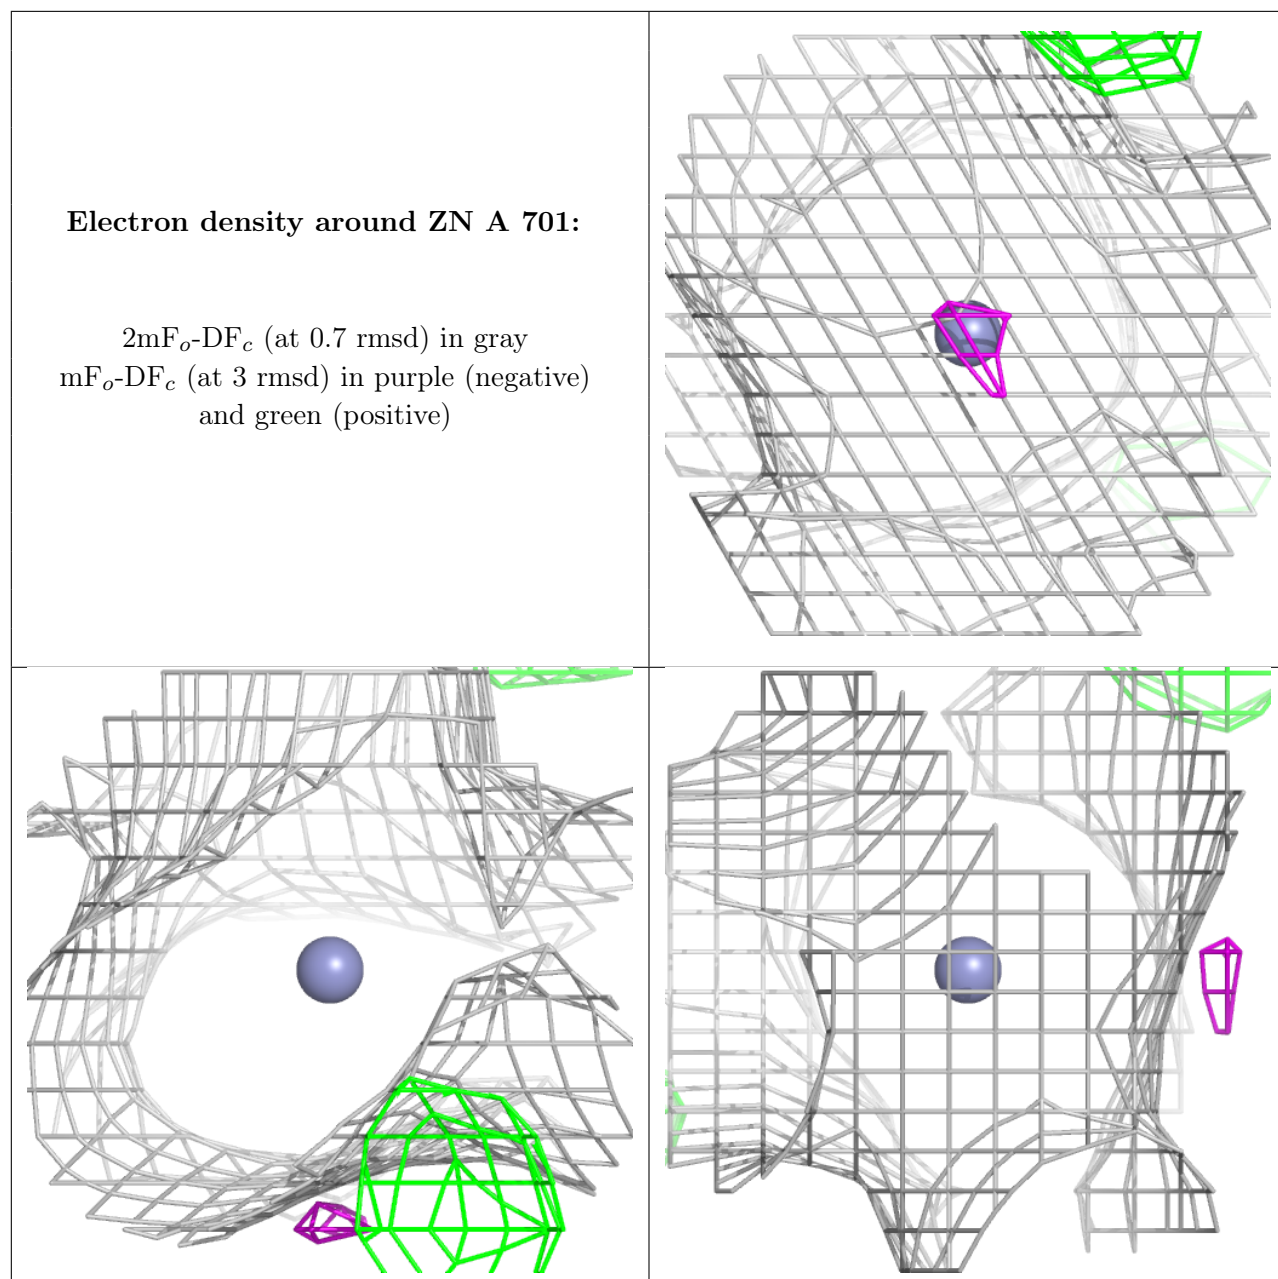 Electron density around ZN A 701:
2mFo-DFc (at 0.7 rmsd) in gray
mFo-DFc (at 3 rmsd) in purple (negative)
and green (positive)